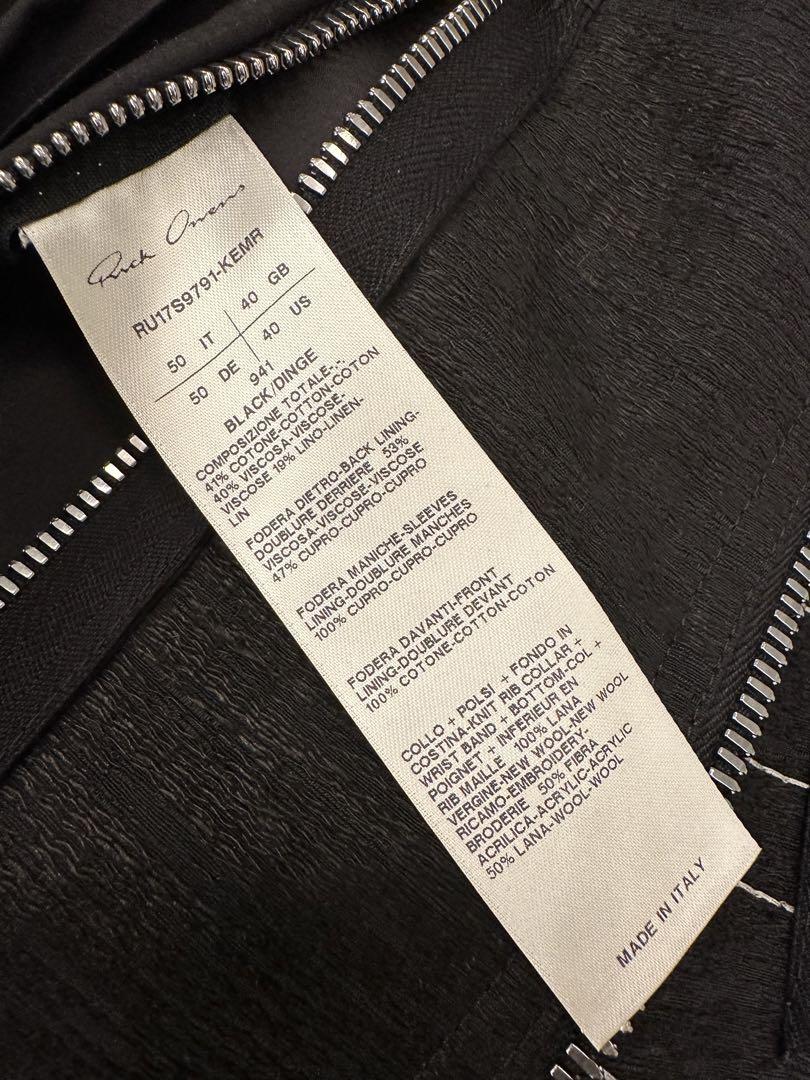 Rick Owens
RU17S9791-KEMR
50 IT 40 GB
50 DE 40 US
941
BLACK/DINGE
COMPOSIZIONE TOTALE-.-.
41% COTONE-COTTON-COTON
40% VISCOSA-VISCOSE-
VISCOSE 19% LINO-LINEN-
LIN
FODERA DIETRO-BACK LINING-
DOUBLURE DERRIERE 53%
VISCOSA-VISCOSE-VISCOSE
47% CUPRO-CUPRO-CUPRO
FODERA MANICHE-SLEEVES
LINING-DOUBLURE MANCHES
100% CUPRO-CUPRO-CUPRO
FODERA DAVANTI-FRONT
LINING-DOUBLURE DEVANT
100% COTONE-COTTON-COTON
COLLO + POLSI + FONDO IN
COSTINA-KNIT RIB COLLAR +
WRIST BAND + BOTTOM-COL +
POIGNET + INFERIEUR EN
RIB MAILLE 100% LANA
VERGINE-NEW WOOL-NEW WOOL
RICAMO-EMBROIDERY-
BRODERIE 50% FIBRA
ACRILICA-ACRYLIC-ACRYLIC
50% LANA-WOOL-WOOL
MADE IN ITALY